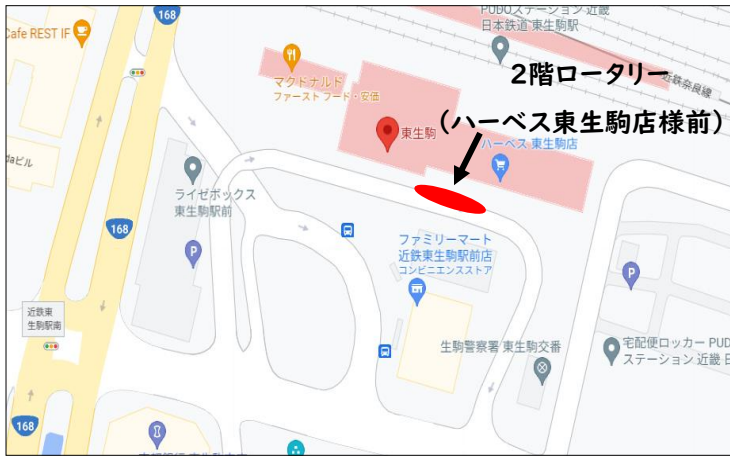 168
PUDOステーション 近畿
日本鉄道 東生駒駅
Cafe REST IF
マクドナルド
ファースト フード・安価
2階ロータリー
近鉄奈良線
(ハーベス東生駒店様前)
東生駒
ハーベス 東生駒店
daビル
ライゼボックス
東生駒駅前
168
P
ファミリーマート
近鉄東生駒駅前店
コンビニエンスストア
P
近鉄東
生駒駅南
生駒警察署 東生駒交番
宅配便ロッカー PUD
ステーション 近畿 日
168